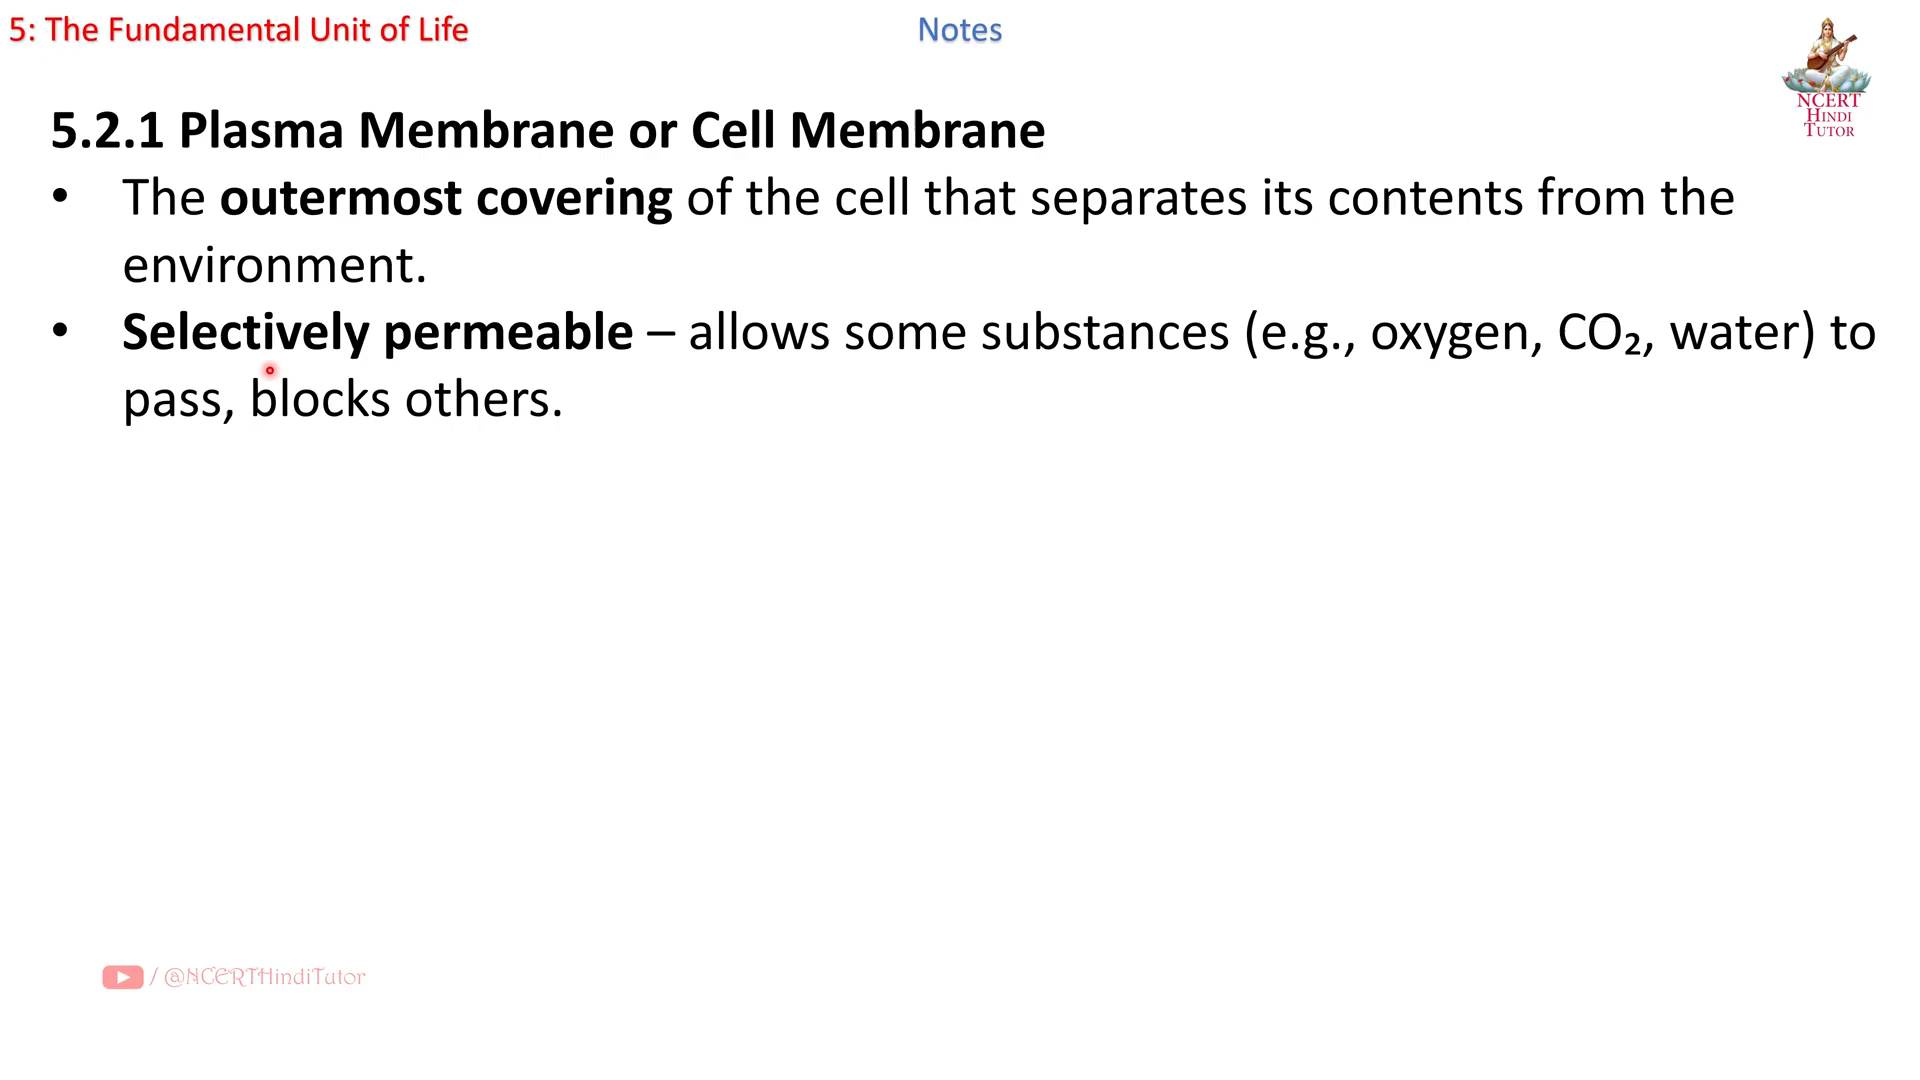 5: The Fundamental Unit of Life
Notes
NCERT
HINDI
TUTOR
5.2.1 Plasma Membrane or Cell Membrane
• The outermost covering of the cell that separates its contents from the
environment.
• Selectively permeable – allows some substances (e.g., oxygen, CO₂, water) to
pass, blocks others.
/ @NCERTHindiTutor